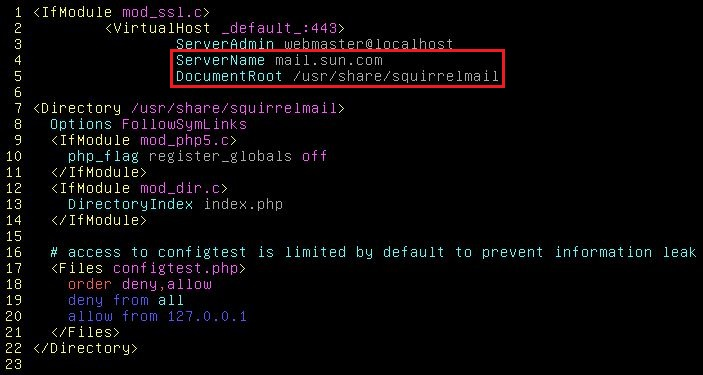 1 <IfModule mod_ssl.c>
2 <VirtualHost _default_:443>
3 ServerAdmin webmaster@localhost
4 ServerName mail.sun.com
5 DocumentRoot /usr/share/squirrelmail
6
7 <Directory /usr/share/squirrelmail>
8 Options FollowSymLinks
9 <IfModule mod_php5.c>
10 php_flag register_globals off
11 </IfModule>
12 <IfModule mod_dir.c>
13 DirectoryIndex index.php
14 </IfModule>
15
16 # access to configtest is limited by default to prevent information leak
17 <Files configtest.php>
18 order deny,allow
19 deny from all
20 allow from 127.0.0.1
21 </Files>
22 </Directory>
23